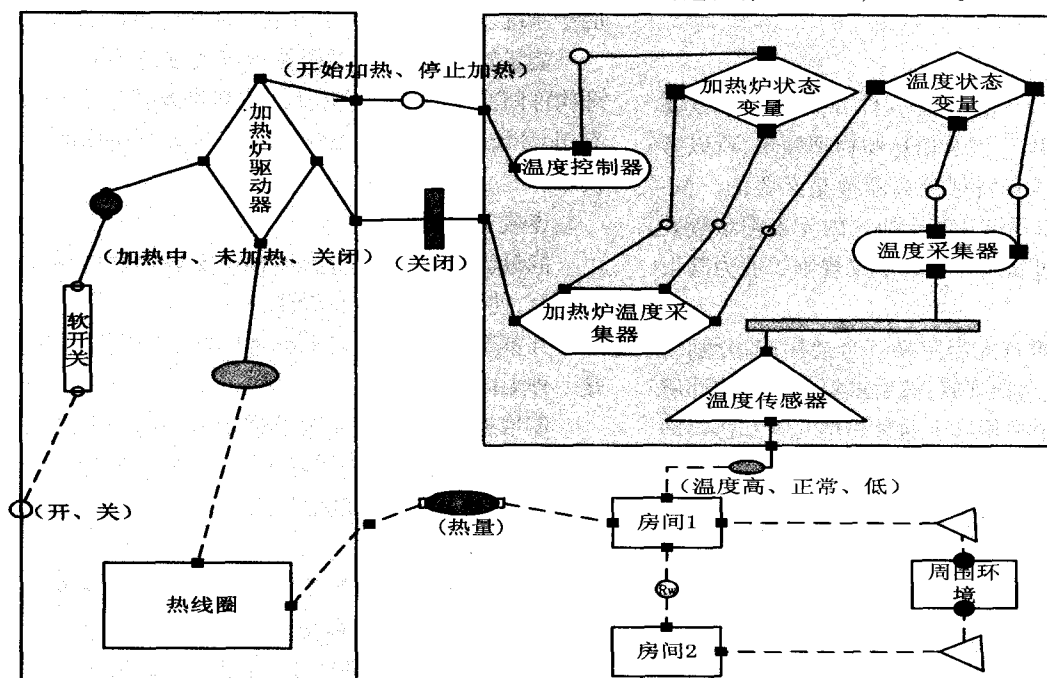 (开始加热、停止加热)
加热炉状态
变量
温度状态
变量
加
热
炉
驱
动
器
温度控制器
(加热中、未加热、关闭)
(关闭)
温度采集器
软
开
关
加热炉温度采
集器
温度传感器
(温度高、正常、低)
(开、关)
(热量)
房间1
周围环
境
热线圈
Rw
房间2